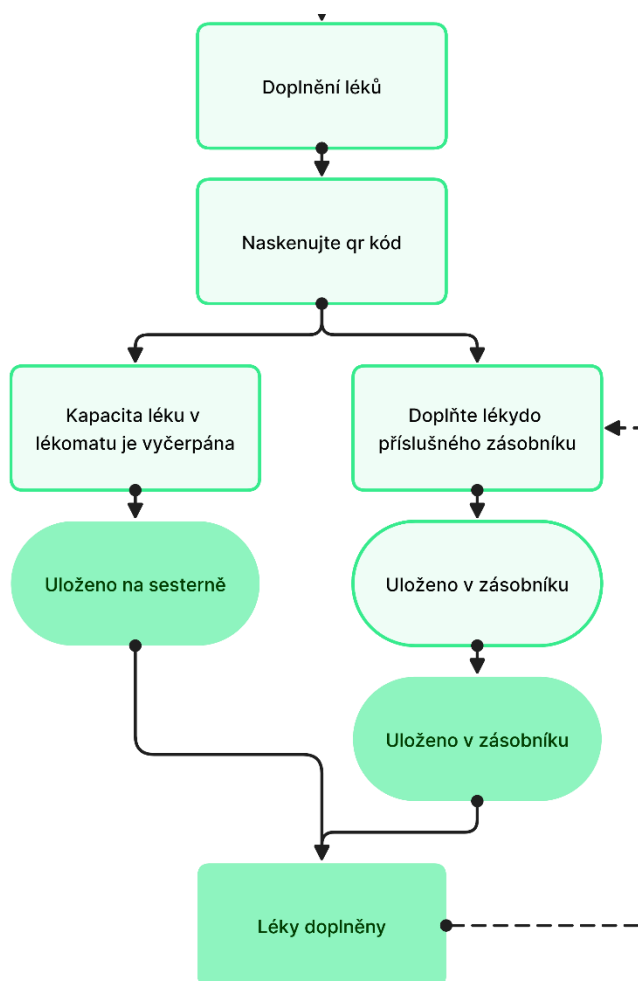 Doplnění léků
Naskenujte qr kód
Kapacita léku v
lékomatu je vyčerpána
Doplňte lékydo
příslušného zásobníku
Uloženo na sesterně
Uloženo v zásobníku
Uloženo v zásobníku
Léky doplněny